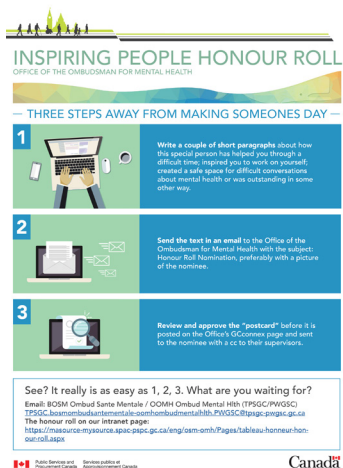 INSPIRING PEOPLE HONOUR ROLL
OFFICE OF THE OMBUDSMAN FOR MENTAL HEALTH
THREE STEPS AWAY FROM MAKING SOMEONES DAY
1
Write a couple of short paragraphs about how
this special person has helped you through a
difficult time; inspired you to work on yourself;
created a safe space for difficult conversations
about mental health or was outstanding in some
other way.
2
Send the text in an email to the Office of the
Ombudsman for Mental Health with the subject:
Honour Roll Nomination, preferably with a picture
of the nominee.
3
Review and approve the "postcard" before it is
posted on the Office's GCconnex page and sent
to the nominee with a cc to their supervisors.
See? It really is as easy as 1, 2, 3. What are you waiting for?
Email: BOSM Ombud Sante Mentale / OOMH Ombud Mental Hlth (TPSGC/PWGSC)
TPSGC.bosmombudsantementale-oomhombudmentalhlth.PWGSC@tpsgc-pwgsc.gc.ca
The honour roll on our intranet page:
https://masource-mysource.spac-pspc.gc.ca/eng/osm-omh/Pages/tableau-honneur-hon-
our-roll.aspx
Public Services and Procurement Canada
Services publics et Approvisionnement Canada
Canada